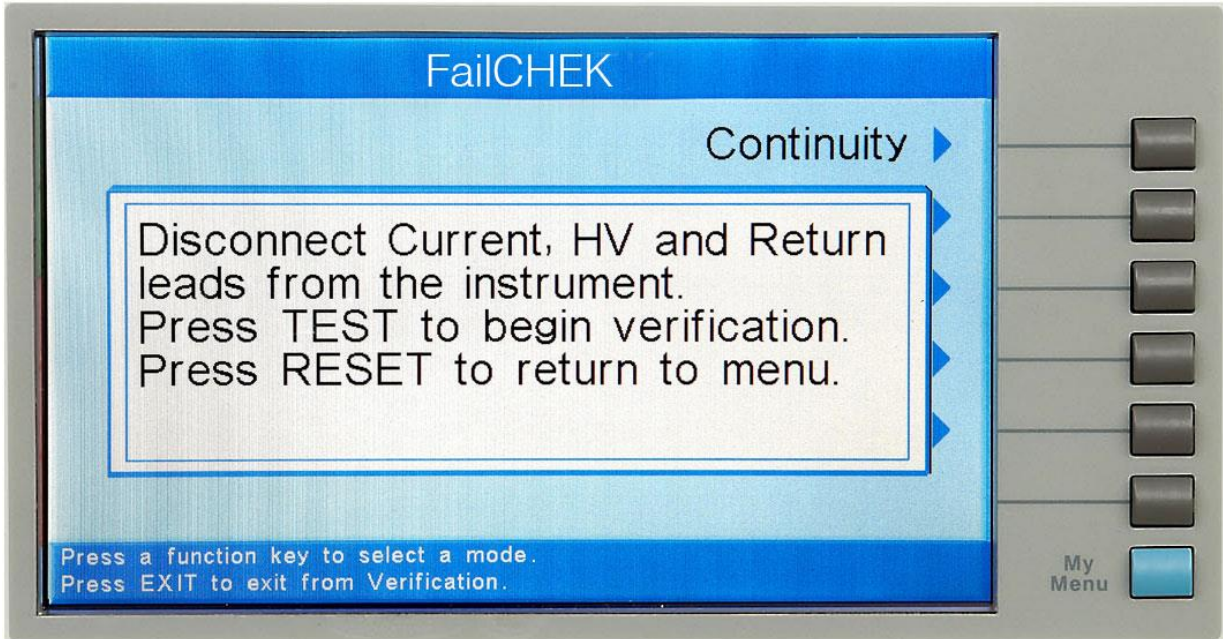 FailCHEK
Continuity
Disconnect Current, HV and Return
leads from the instrument.
Press TEST to begin verification.
Press RESET to return to menu.
Press a function key to select a mode.
Press EXIT to exit from Verification.
My
Menu